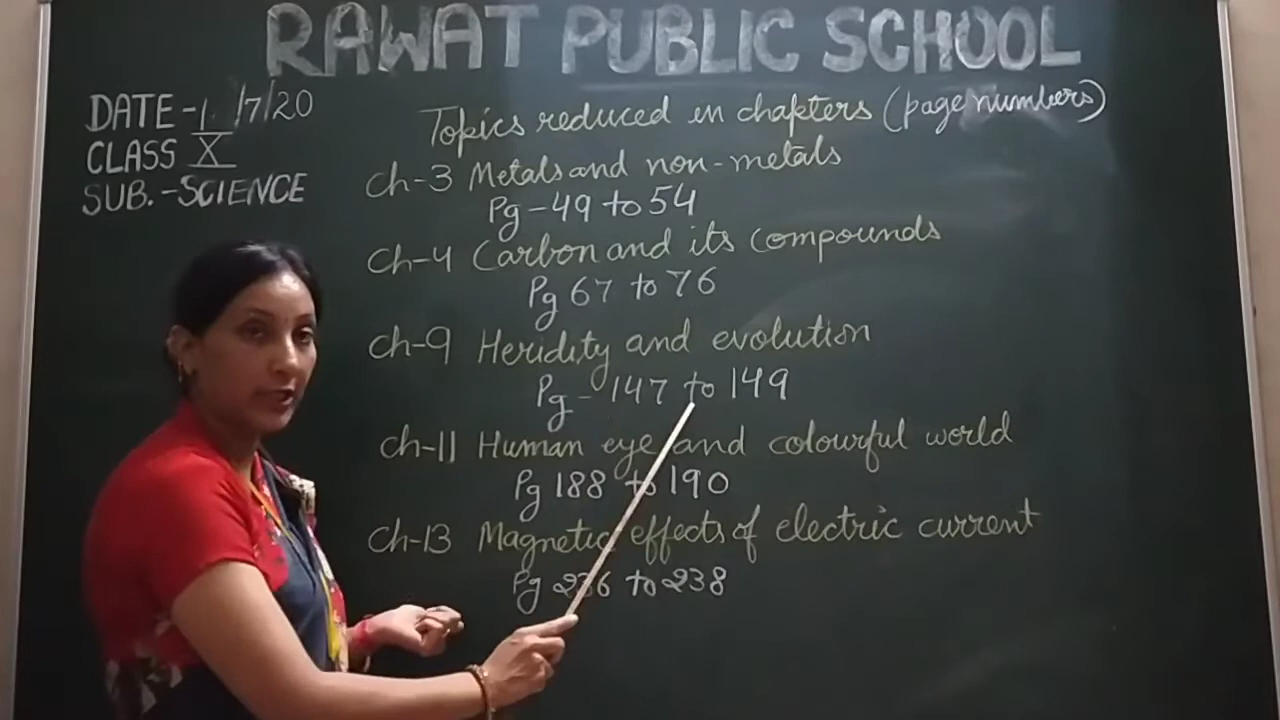 RAWAT PUBLIC SCHOOL
DATE -1 /7/20
CLASS X
SUB. -SCIENCE
Topics reduced in chapters (page numbers)
Ch-3 Metals and non-metals
Pg - 49 to 54
Ch-4 Carbon and its compounds
Pg 67 to 76
Ch-9 Heridity and evolution
Pg - 147 to 149
Ch-11 Human eye and colourful world
Pg 188 to 190
Ch-13 Magnetic effects of electric current
Pg 236 to 238